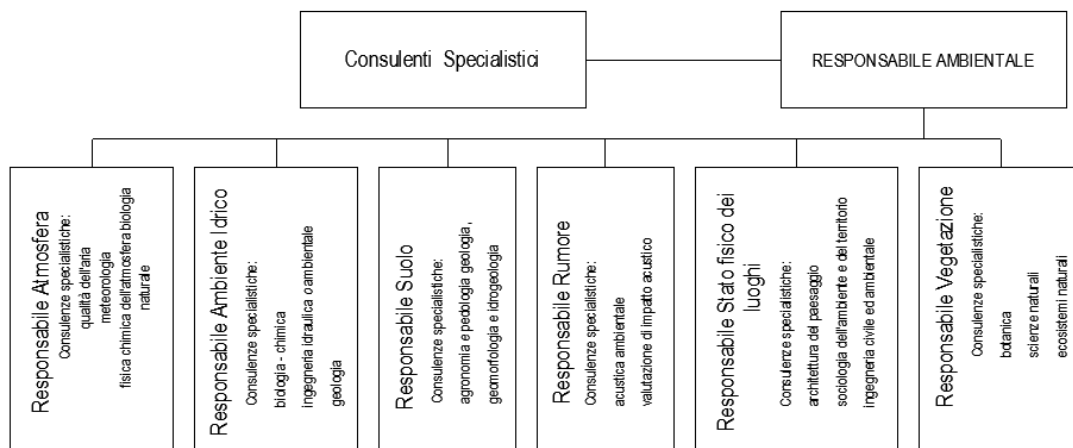 Consulenti Specialistici
RESPONSABILE AMBIENTALE
Responsabile Atmosfera
Consulenze specialistiche:
qualità dell'aria
meteorologia
fisica chimica dell'atmosfera biologia
naturale
Responsabile Ambiente Idrico
Consulenze specialistiche:
biologia - chimica
ingegneria idraulica o ambientale
geologia
Responsabile Suolo
Consulenze specialistiche:
agronomia e pedologia geologia,
geomorfologia e idrogeologia
Responsabile Rumore
Consulenze specialistiche:
acustica ambientale
valutazione di impatto acustico
Responsabile Stato fisico dei
luoghi
Consulenze specialistiche:
architettura del paesaggio
sociologia dell'ambiente e del territorio
ingegneria civile ed ambientale
Responsabile Vegetazione
Consulenze specialistiche:
botanica
scienze naturali
ecosistemi naturali